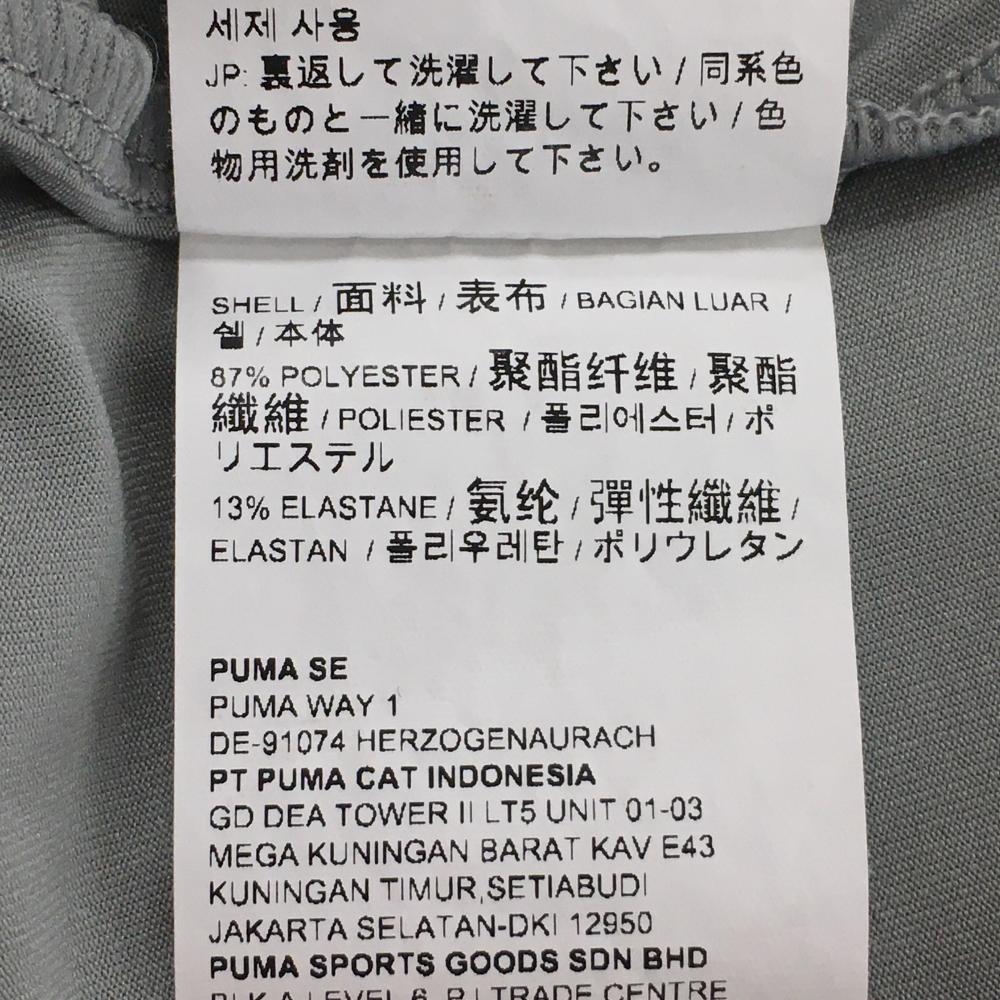 세제 사용
JP: 裏返して洗濯して下さい / 同系色
のものと一緒に洗濯して下さい / 色
物用洗剤を使用して下さい。
SHELL / 面料 / 表布 / BAGIAN LUAR /
쉘 / 本体
87% POLYESTER / 聚酯纤维 / 聚酯
纖維 / POLIESTER / 폴리에스터 / ポ
リエステル
13% ELASTANE / 氨纶 / 彈性纖維 /
ELASTAN / 폴리우레탄 / ポリウレタン
PUMA SE
PUMA WAY 1
DE-91074 HERZOGENAURACH
PT PUMA CAT INDONESIA
GD DEA TOWER II LT5 UNIT 01-03
MEGA KUNINGAN BARAT KAV E43
KUNINGAN TIMUR,SETIABUDI
JAKARTA SELATAN-DKI 12950
PUMA SPORTS GOODS SDN BHD
BLK A LEVEL 6, PJ TRADE CENTRE